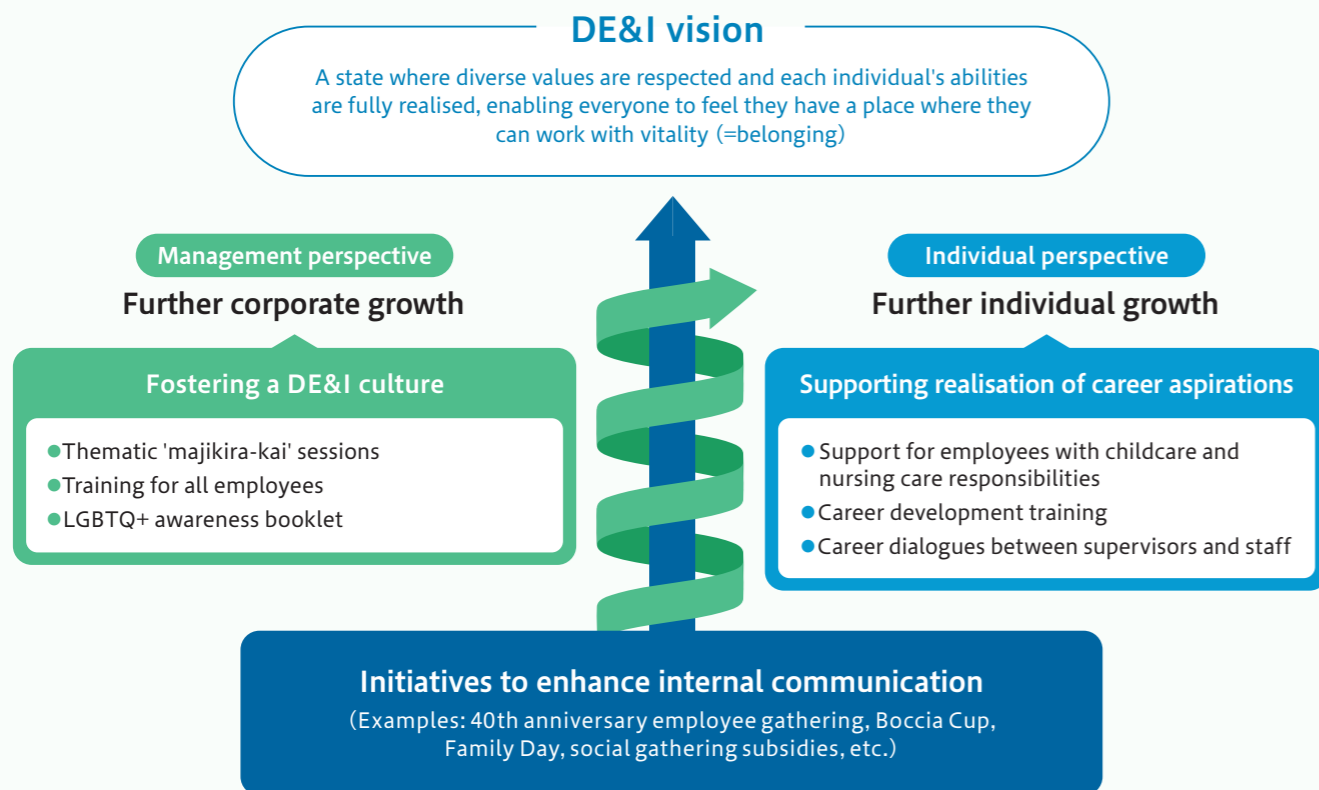 DE&I vision
A state where diverse values are respected and each individual's abilities
are fully realised, enabling everyone to feel they have a place where they
can work with vitality (=belonging)
Management perspective
Further corporate growth
Fostering a DE&I culture
●Thematic 'majikira-kai' sessions
●Training for all employees
●LGBTQ+ awareness booklet
Individual perspective
Further individual growth
Supporting realisation of career aspirations
●Support for employees with childcare and
nursing care responsibilities
●Career development training
●Career dialogues between supervisors and staff
Initiatives to enhance internal communication
(Examples: 40th anniversary employee gathering, Boccia Cup,
Family Day, social gathering subsidies, etc.)